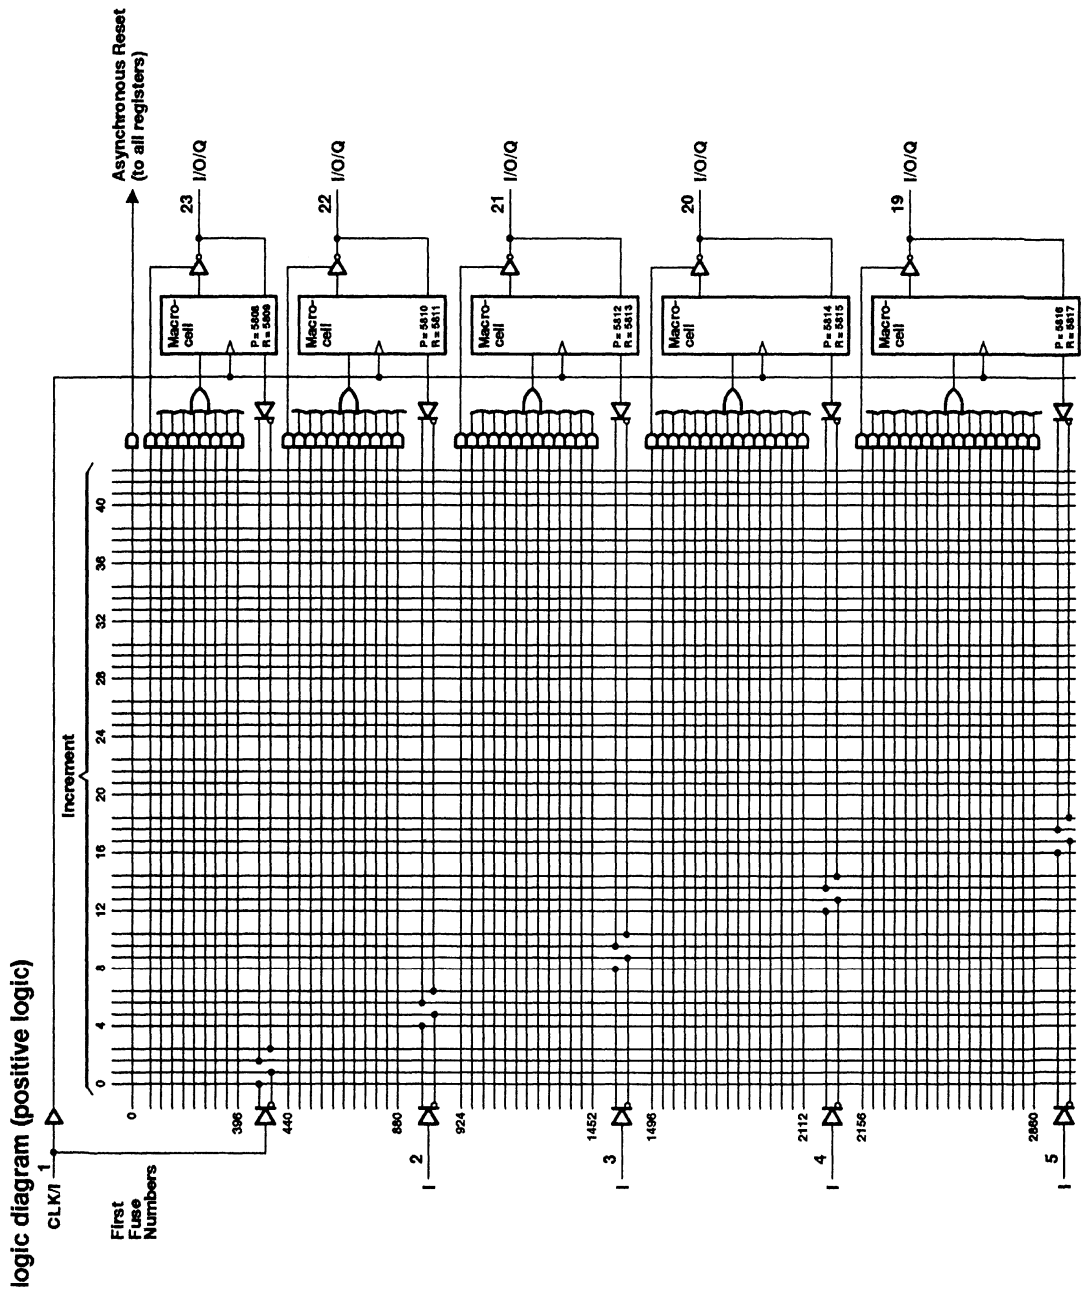 logic diagram (positive logic)
CLK/I
1
First
Fuse
Numbers
Increment
0
4
8
12
16
20
24
28
32
36
40
Asynchronous Reset
(to all registers)
0
396
Macro-
cell
P = 5808
R = 5809
23
I/O/Q
440
880
2
I
Macro-
cell
P = 5810
R = 5811
22
I/O/Q
924
1452
3
I
Macro-
cell
P = 5812
R = 5813
21
I/O/Q
1496
2112
4
I
Macro-
cell
P = 5814
R = 5815
20
I/O/Q
2156
2860
5
I
Macro-
cell
P = 5816
R = 5817
19
I/O/Q